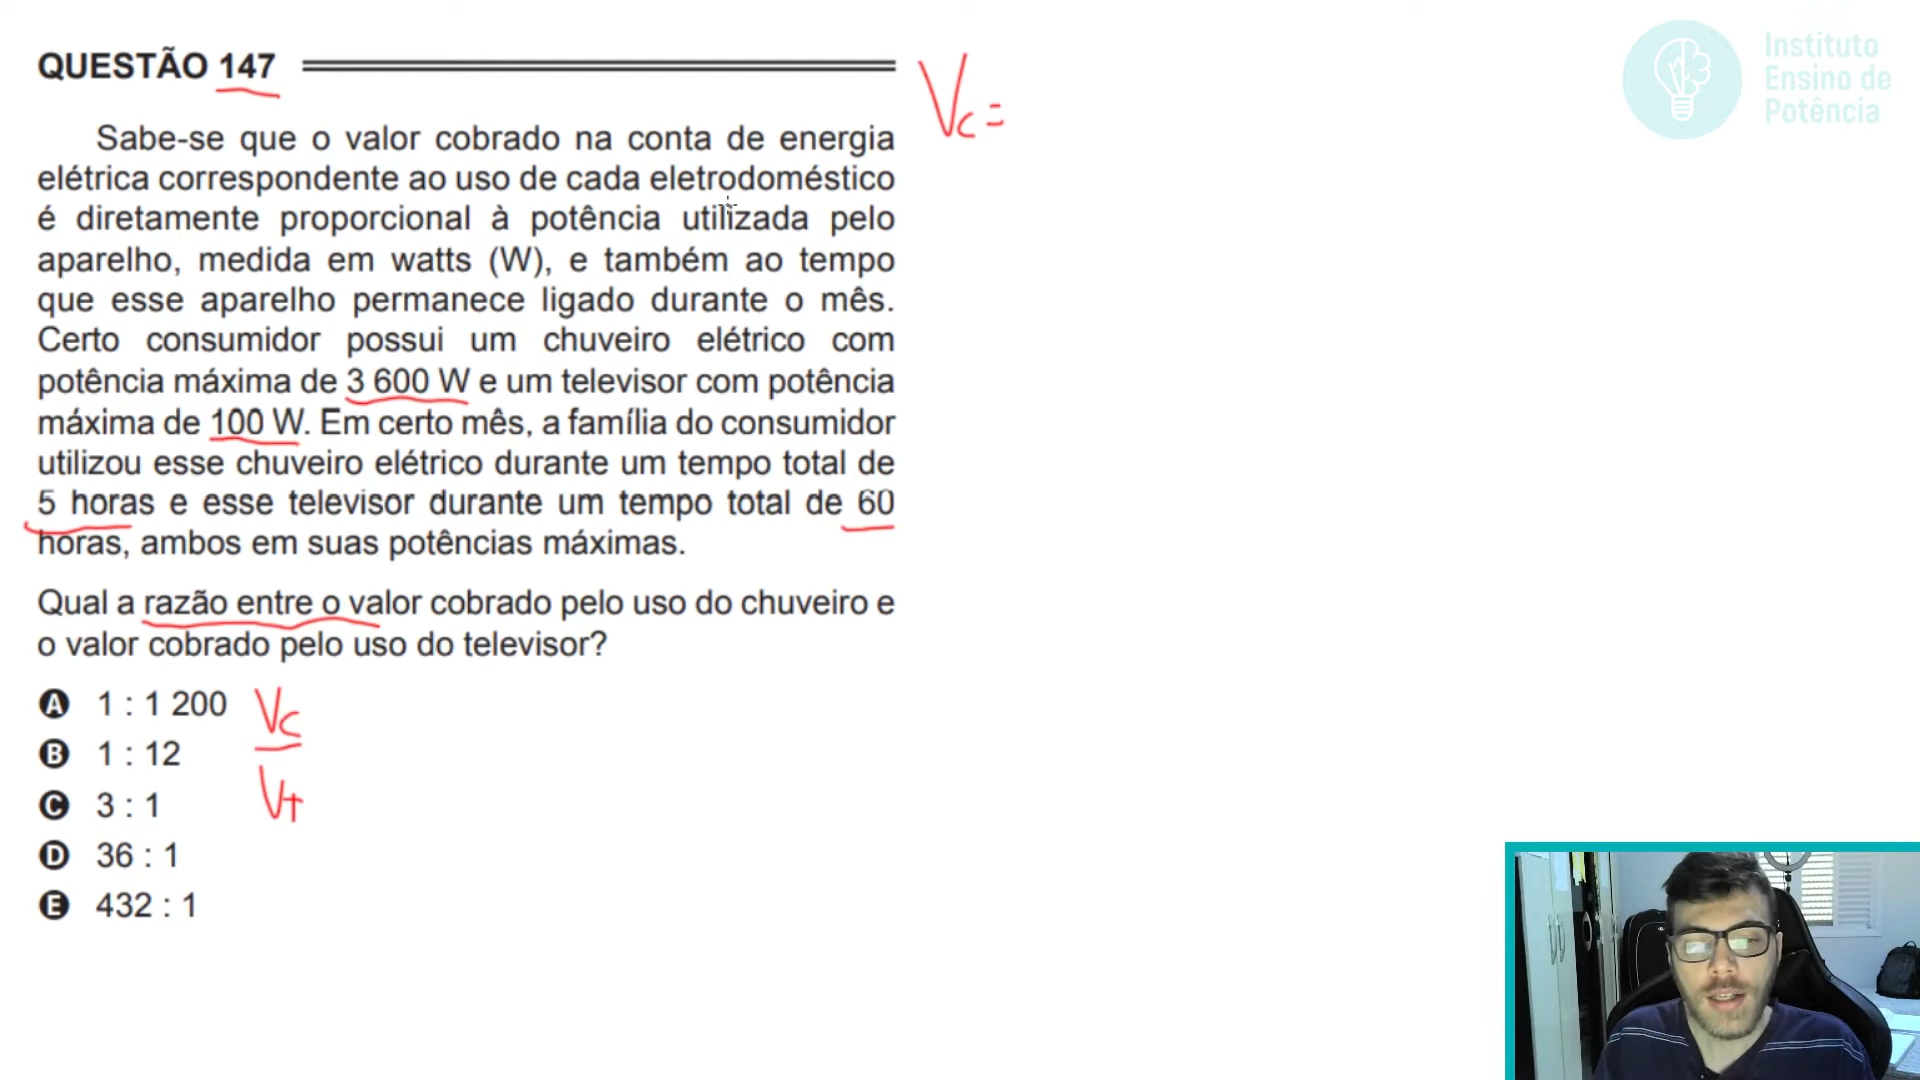 QUESTÃO 147
Vc =
Instituto
Ensino de
Potência
Sabe-se que o valor cobrado na conta de energia
elétrica correspondente ao uso de cada eletrodoméstico
é diretamente proporcional à potência utilizada pelo
aparelho, medida em watts (W), e também ao tempo
que esse aparelho permanece ligado durante o mês.
Certo consumidor possui um chuveiro elétrico com
potência máxima de 3 600 W e um televisor com potência
máxima de 100 W. Em certo mês, a família do consumidor
utilizou esse chuveiro elétrico durante um tempo total de
5 horas e esse televisor durante um tempo total de 60
horas, ambos em suas potências máximas.
Qual a razão entre o valor cobrado pelo uso do chuveiro e
o valor cobrado pelo uso do televisor?
A 1 : 1 200
B 1 : 12
C 3 : 1
D 36 : 1
E 432 : 1
Vc
VT